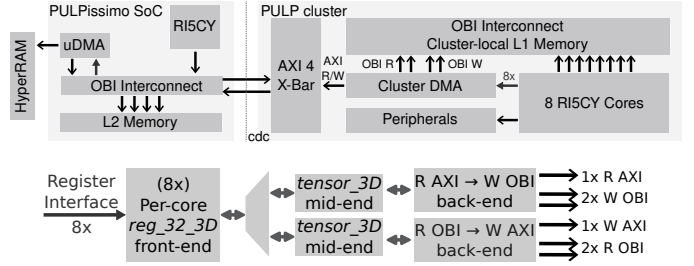 PULPissimo SoC
PULP cluster
HyperRAM
uDMA
RI5CY
OBI Interconnect
L2 Memory
cdc
AXI 4
X-Bar
AXI
R/W
OBI Interconnect
Cluster-local L1 Memory
OBI R
OBI W
Cluster DMA
8x
8 RI5CY Cores
Peripherals
Register
Interface
8x
(8x)
Per-core
reg_32_3D
front-end
tensor_3D
mid-end
tensor_3D
mid-end
R AXI → W OBI
back-end
R OBI → W AXI
back-end
1x R AXI
2x W OBI
1x W AXI
2x R OBI